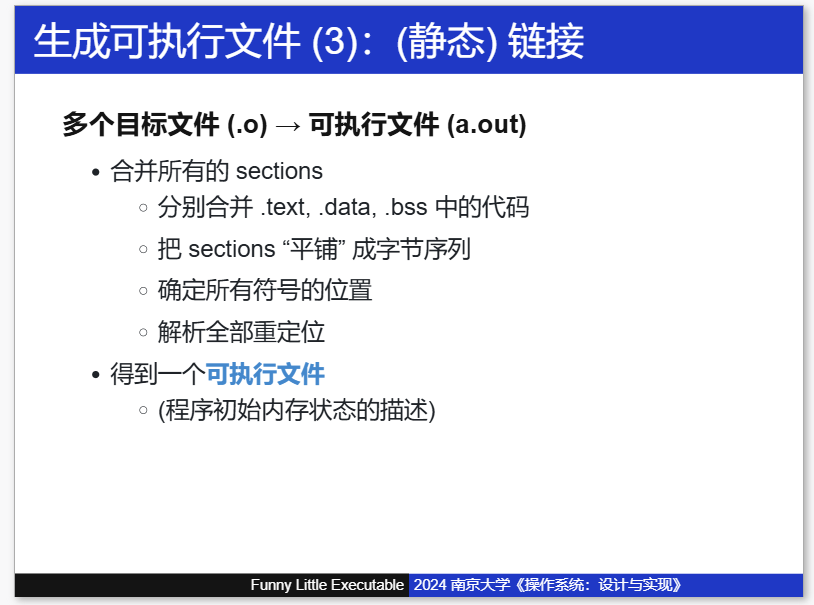 生成可执行文件 (3)：(静态) 链接
多个目标文件 (.o) → 可执行文件 (a.out)
• 合并所有的 sections
◦ 分别合并 .text, .data, .bss 中的代码
◦ 把 sections “平铺” 成字节序列
◦ 确定所有符号的位置
◦ 解析全部重定位
• 得到一个可执行文件
◦ (程序初始内存状态的描述)
Funny Little Executable 2024 南京大学《操作系统：设计与实现》